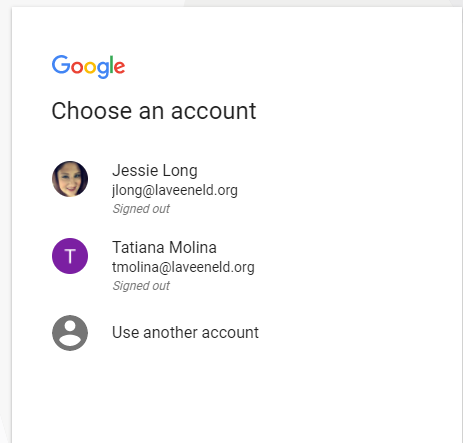 Google
Choose an account
Jessie Long
jlong@laveeneld.org
Signed out
T
Tatiana Molina
tmolina@laveeneld.org
Signed out
Use another account